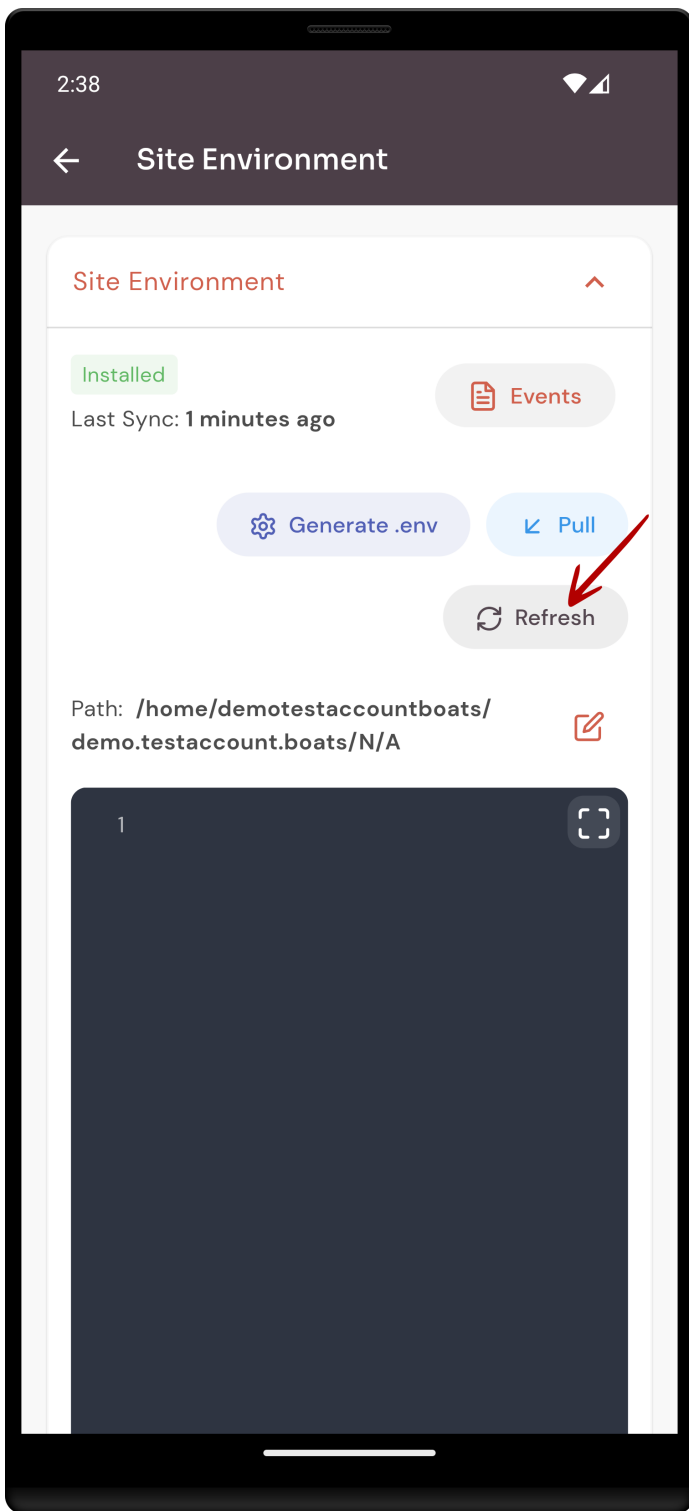 2:38
Site Environment
Site Environment
Installed
Last Sync: 1 minutes ago
Events
Generate .env
Pull
Refresh
Path: /home/demotestaccountboats/
demo.testaccount.boats/N/A
1